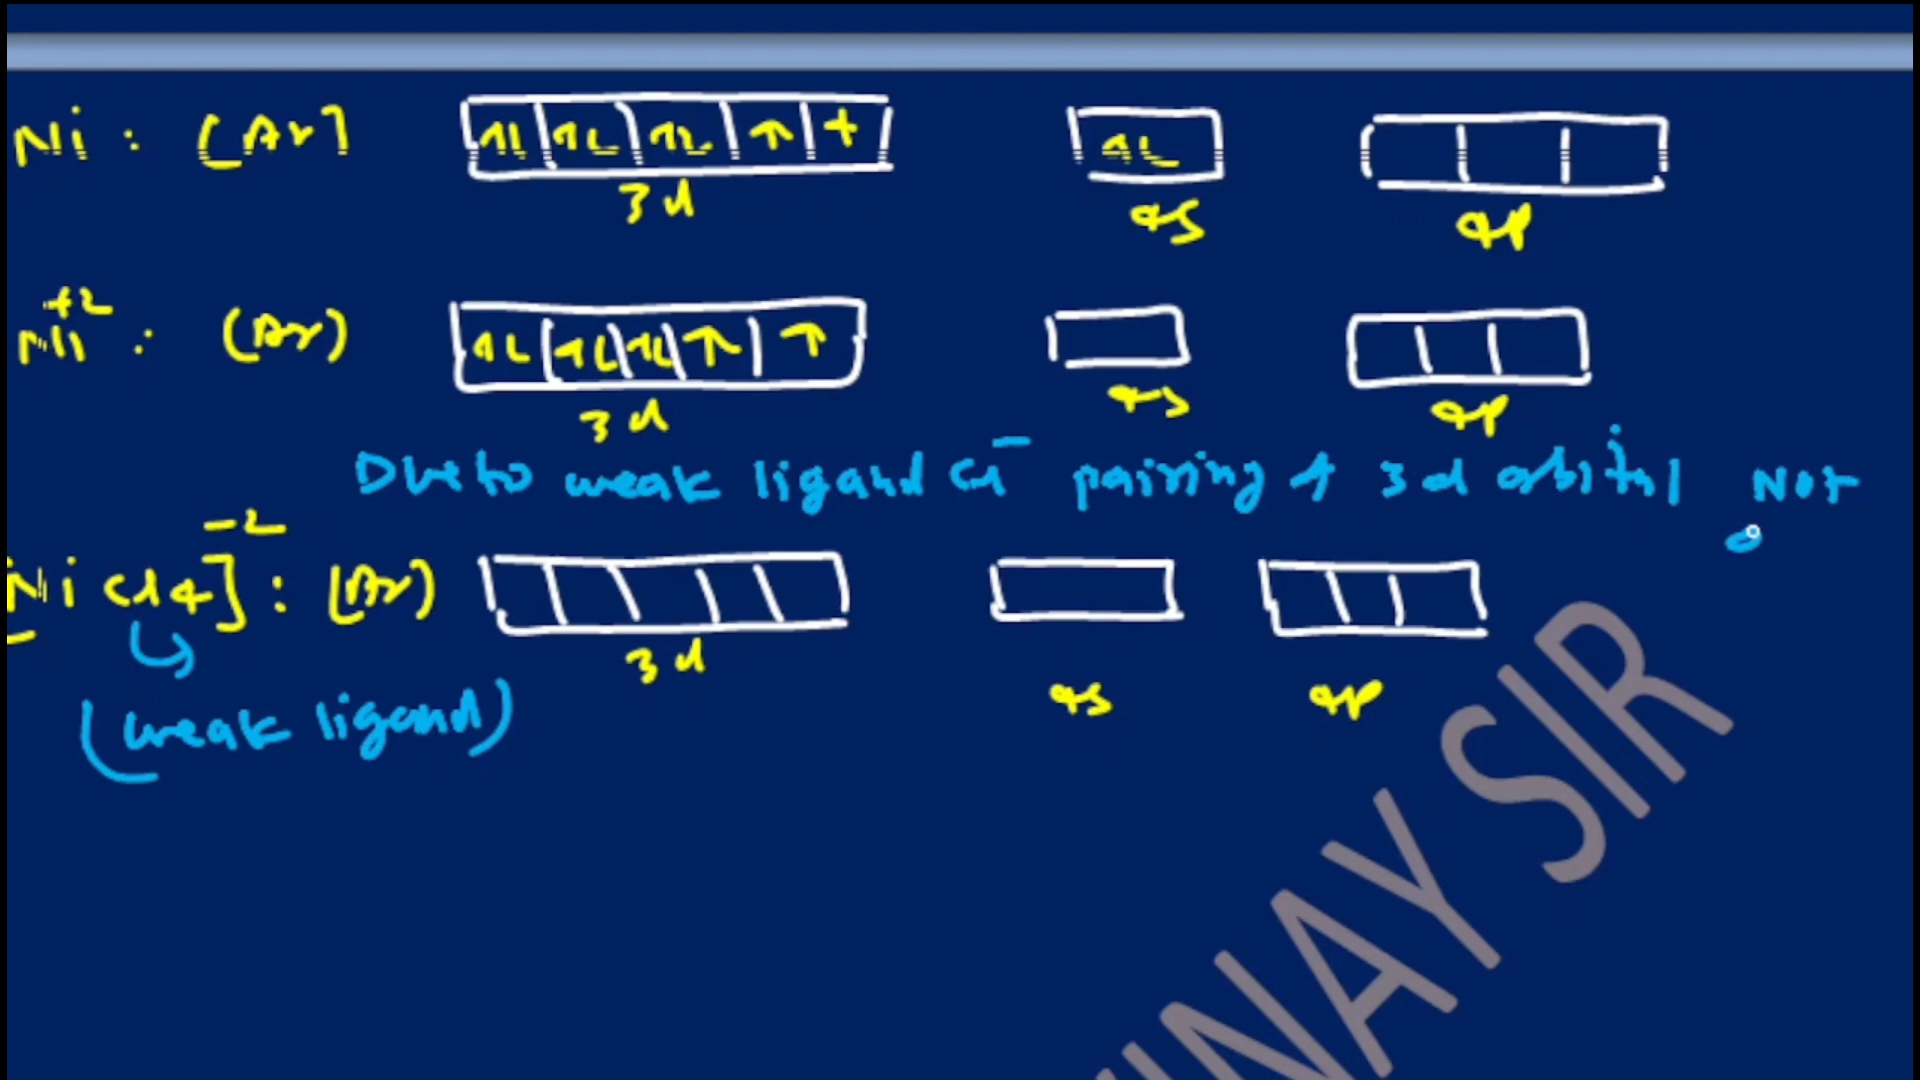 Ni : [Ar] ↑↓ ↑↓ ↑↓ ↑ ↑ ↑↓
3d 4s 4p
Ni+2 : (Ar) ↑↓ ↑↓ ↑↓ ↑ ↑
3d 4s 4p
Due to weak ligand Cl- pairing of 3d orbital Not
[NiCl4]-2 : [Ar]
3d 4s 4p
(weak ligand)
INAY SIR